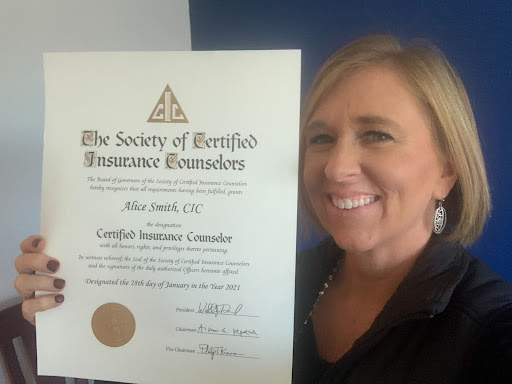 CIC
The Society of Certified
Insurance Counselors
The Board of Governors of the Society of Certified Insurance Counselors
hereby recognizes that all requirements having been fulfilled, grants
Alice Smith, CIC
the designation
Certified Insurance Counselor
with all honors, rights, and privileges thereto pertaining.
In witness whereof, the Seal of the Society of Certified Insurance Counselors
and the signatures of the duly authorized Officers hereunto affixed.
Designated the 28th day of January in the Year 2021
President
Chairman
Vice Chairman